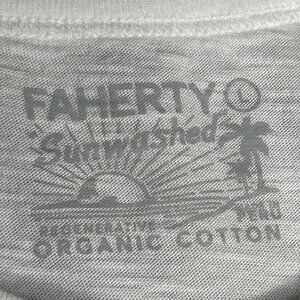 FAHERTY L
Sunwashed
PERU
REGENERATIVE
ORGANIC COTTON